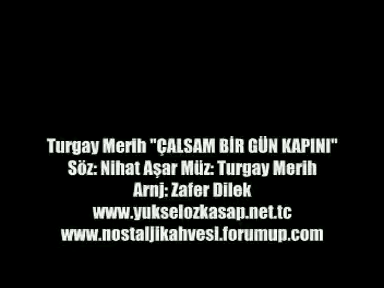 Turgay Merih "ÇALSAM BİR GÜN KAPINI"
Söz: Nihat Aşar Müz: Turgay Merih
Arnj: Zafer Dilek
www.yukselozkasap.net.tc
www.nostaljikahvesi.forumup.com